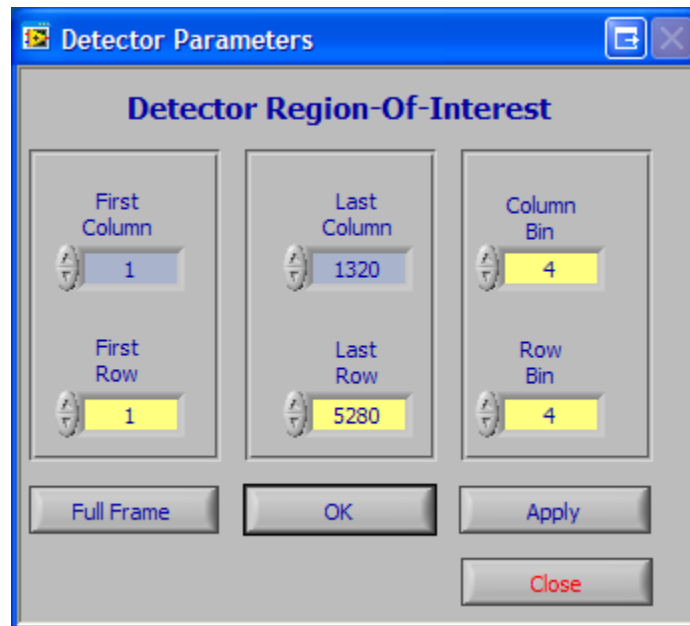 Detector Parameters
Detector Region-Of-Interest
First
Column
1
Last
Column
1320
Column
Bin
4
First
Row
1
Last
Row
5280
Row
Bin
4
Full Frame
OK
Apply
Close